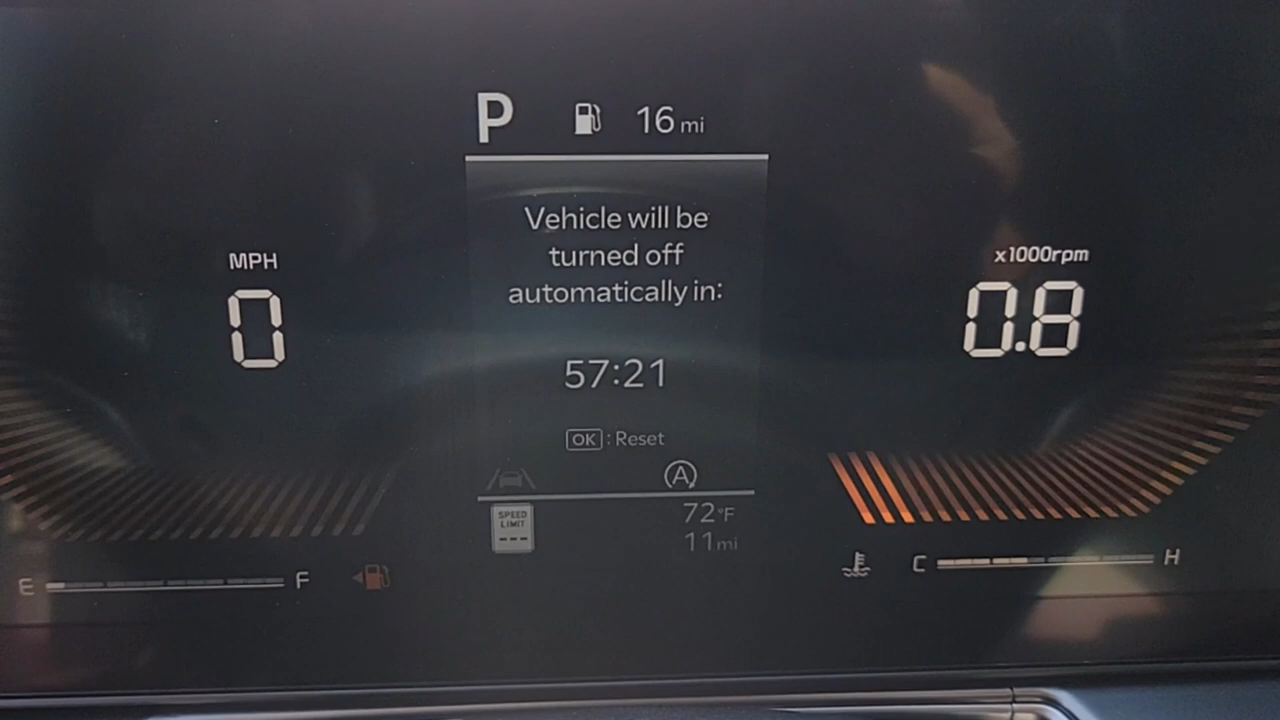 P 16 mi
Vehicle will be
turned off
automatically in:
57:21
OK : Reset
MPH
0
x1000rpm
0.8
A
SPEED
LIMIT
---
72°F
11mi
E F
C H